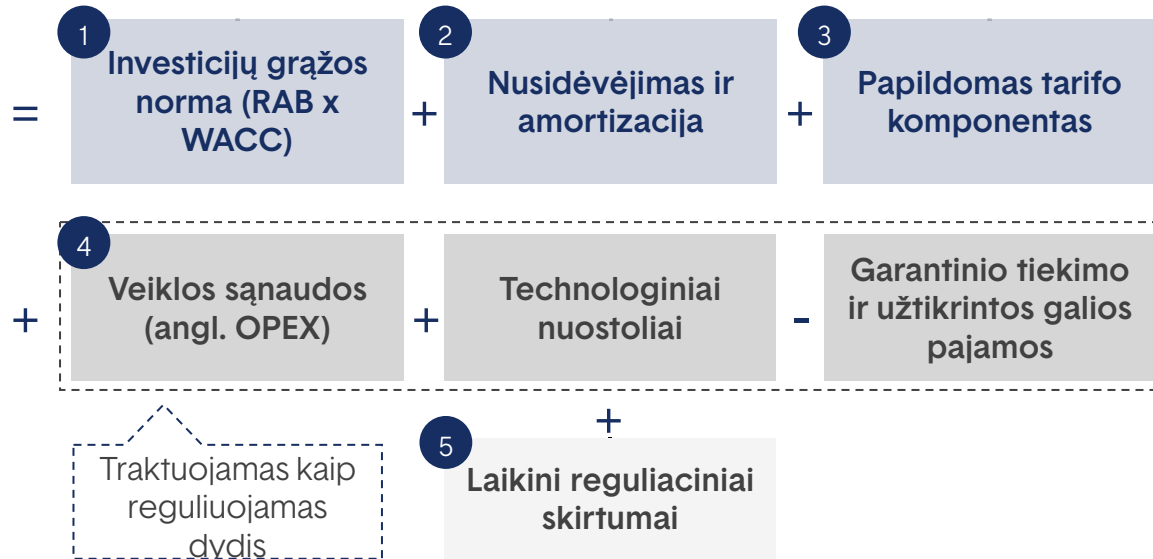 1
Investicijų grąžos
norma (RAB x
WACC)
=
2
+
Nusidėvėjimas ir
amortizacija
3
+
Papildomas tarifo
komponentas
4
+
Veiklos sąnaudos
(angl. OPEX)
+
Technologiniai
nuostoliai
-
Garantinio tiekimo
ir užtikrintos galios
pajamos
Traktuojamas kaip
reguliuojamas
dydis
+
5
Laikini reguliaciniai
skirtumai